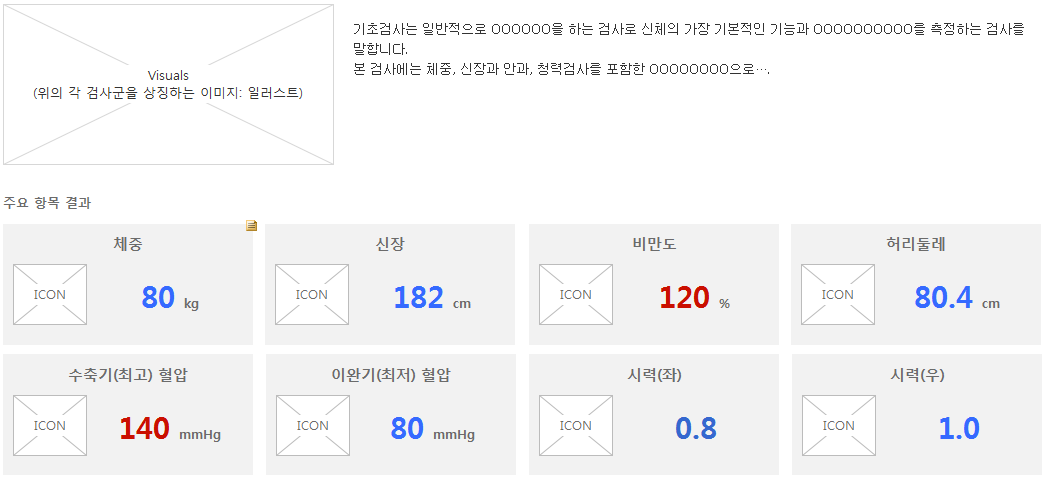 Visuals
(위의 각 검사군을 상징하는 이미지: 일러스트)
기초검사는 일반적으로 OOOOOO을 하는 검사로 신체의 가장 기본적인 기능과 OOOOOOOOOO를 측정하는 검사를
말합니다.
본 검사에는 체중, 신장과 안과, 청력검사를 포함한 OOOOOOOO으로….
주요 항목 결과
체중
ICON
80 kg
신장
ICON
182 cm
비만도
ICON
120 %
허리둘레
ICON
80.4 cm
수축기(최고) 혈압
ICON
140 mmHg
이완기(최저) 혈압
ICON
80 mmHg
시력(좌)
ICON
0.8
시력(우)
ICON
1.0